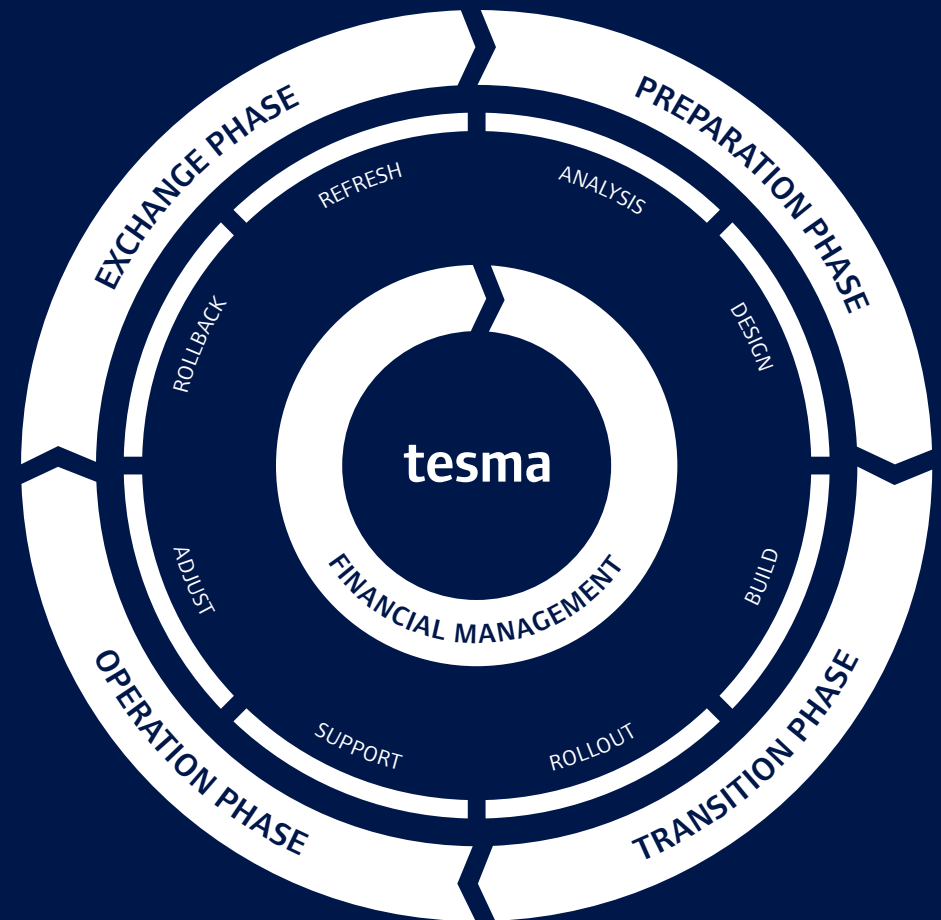 EXCHANGE PHASE
PREPARATION PHASE
REFRESH
ANALYSIS
ROLLBACK
DESIGN
tesma
FINANCIAL MANAGEMENT
ADJUST
BUILD
SUPPORT
ROLLOUT
OPERATION PHASE
TRANSITION PHASE